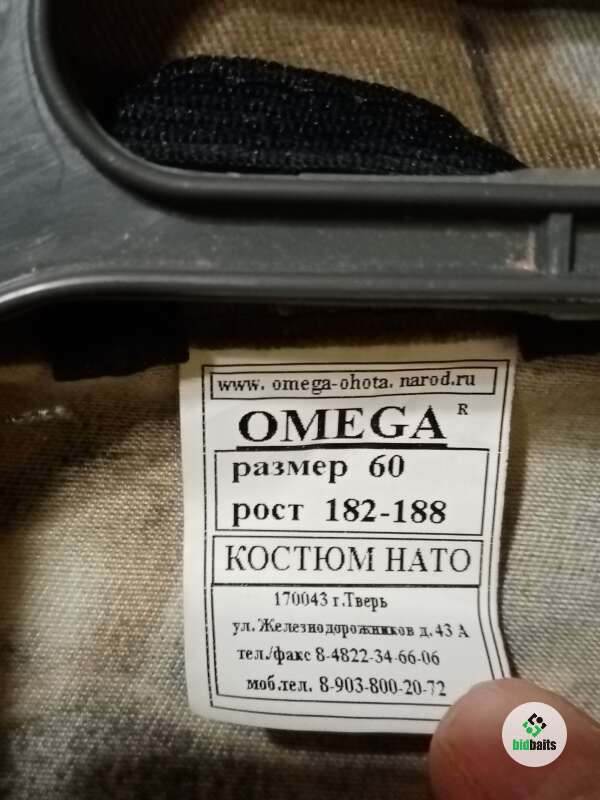 www. omega-ohota. narod.ru
OMEGA R
размер 60
рост 182-188
КОСТЮМ НАТО
170043 г.Тверь
ул. Железнодорожников д. 43 А
тел./факс 8-4822-34-66-06
моб.тел. 8-903-800-20-72
bidbaits